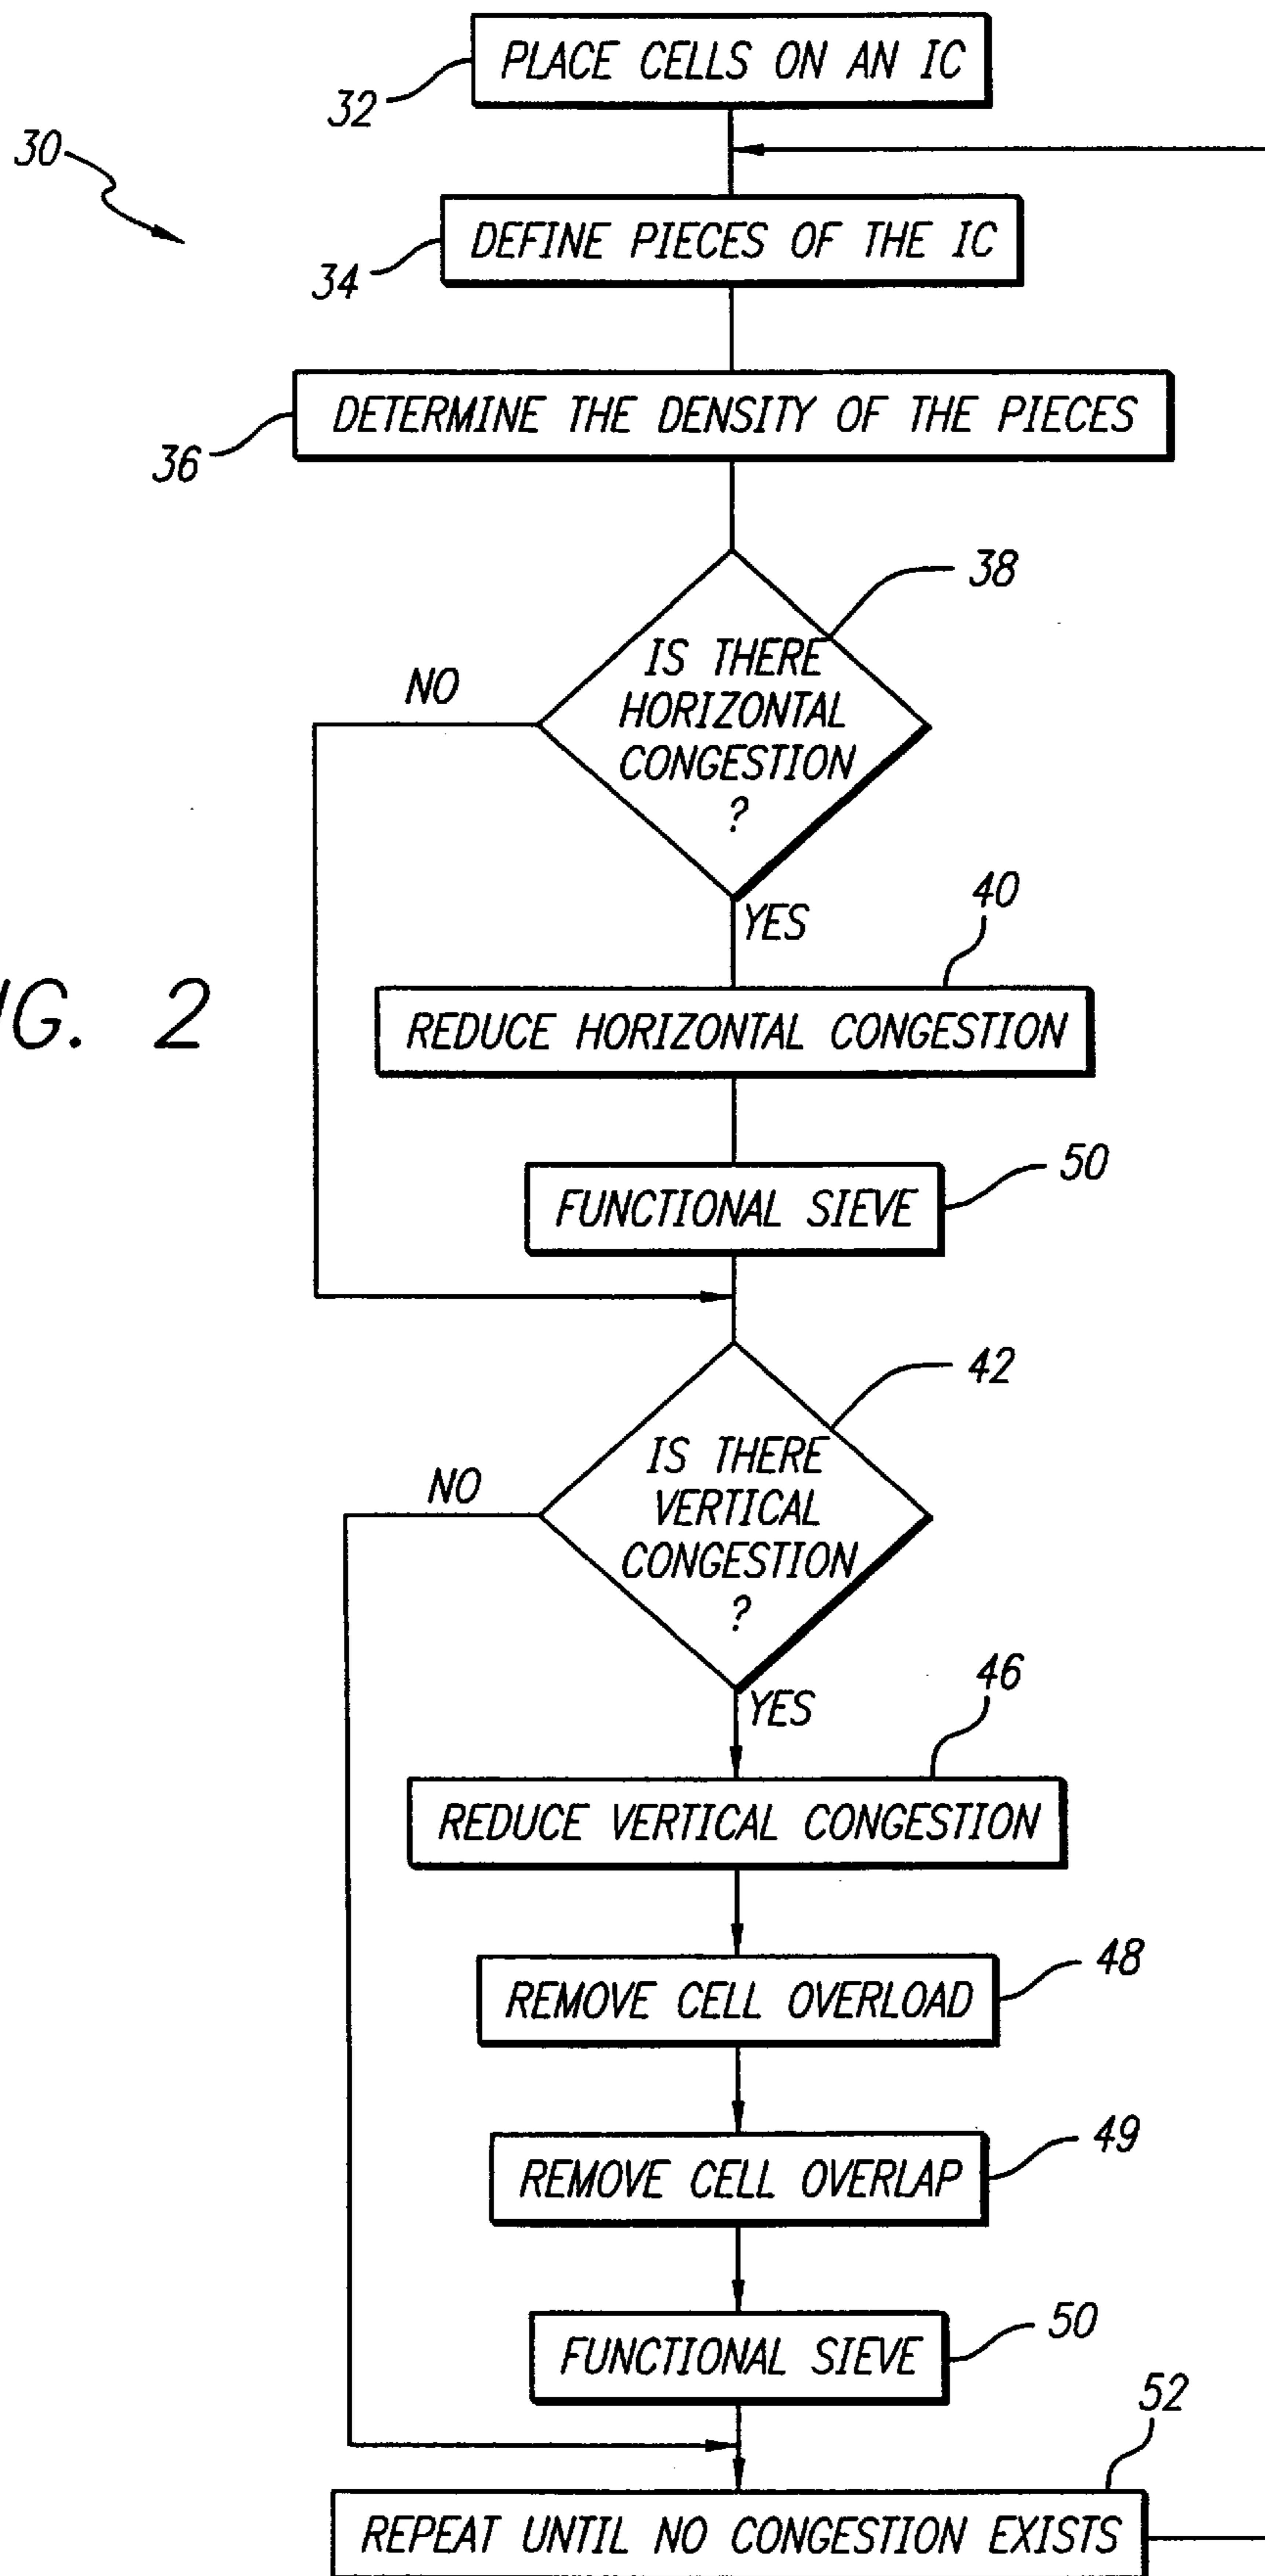 PLACE CELLS ON AN IC
32
30
DEFINE PIECES OF THE IC
34
DETERMINE THE DENSITY OF THE PIECES
36
38
IS THERE
HORIZONTAL
CONGESTION
?
NO
YES
40
REDUCE HORIZONTAL CONGESTION
G. 2
50
FUNCTIONAL SIEVE
42
IS THERE
VERTICAL
CONGESTION
?
NO
YES
46
REDUCE VERTICAL CONGESTION
48
REMOVE CELL OVERLOAD
49
REMOVE CELL OVERLAP
50
FUNCTIONAL SIEVE
52
REPEAT UNTIL NO CONGESTION EXISTS